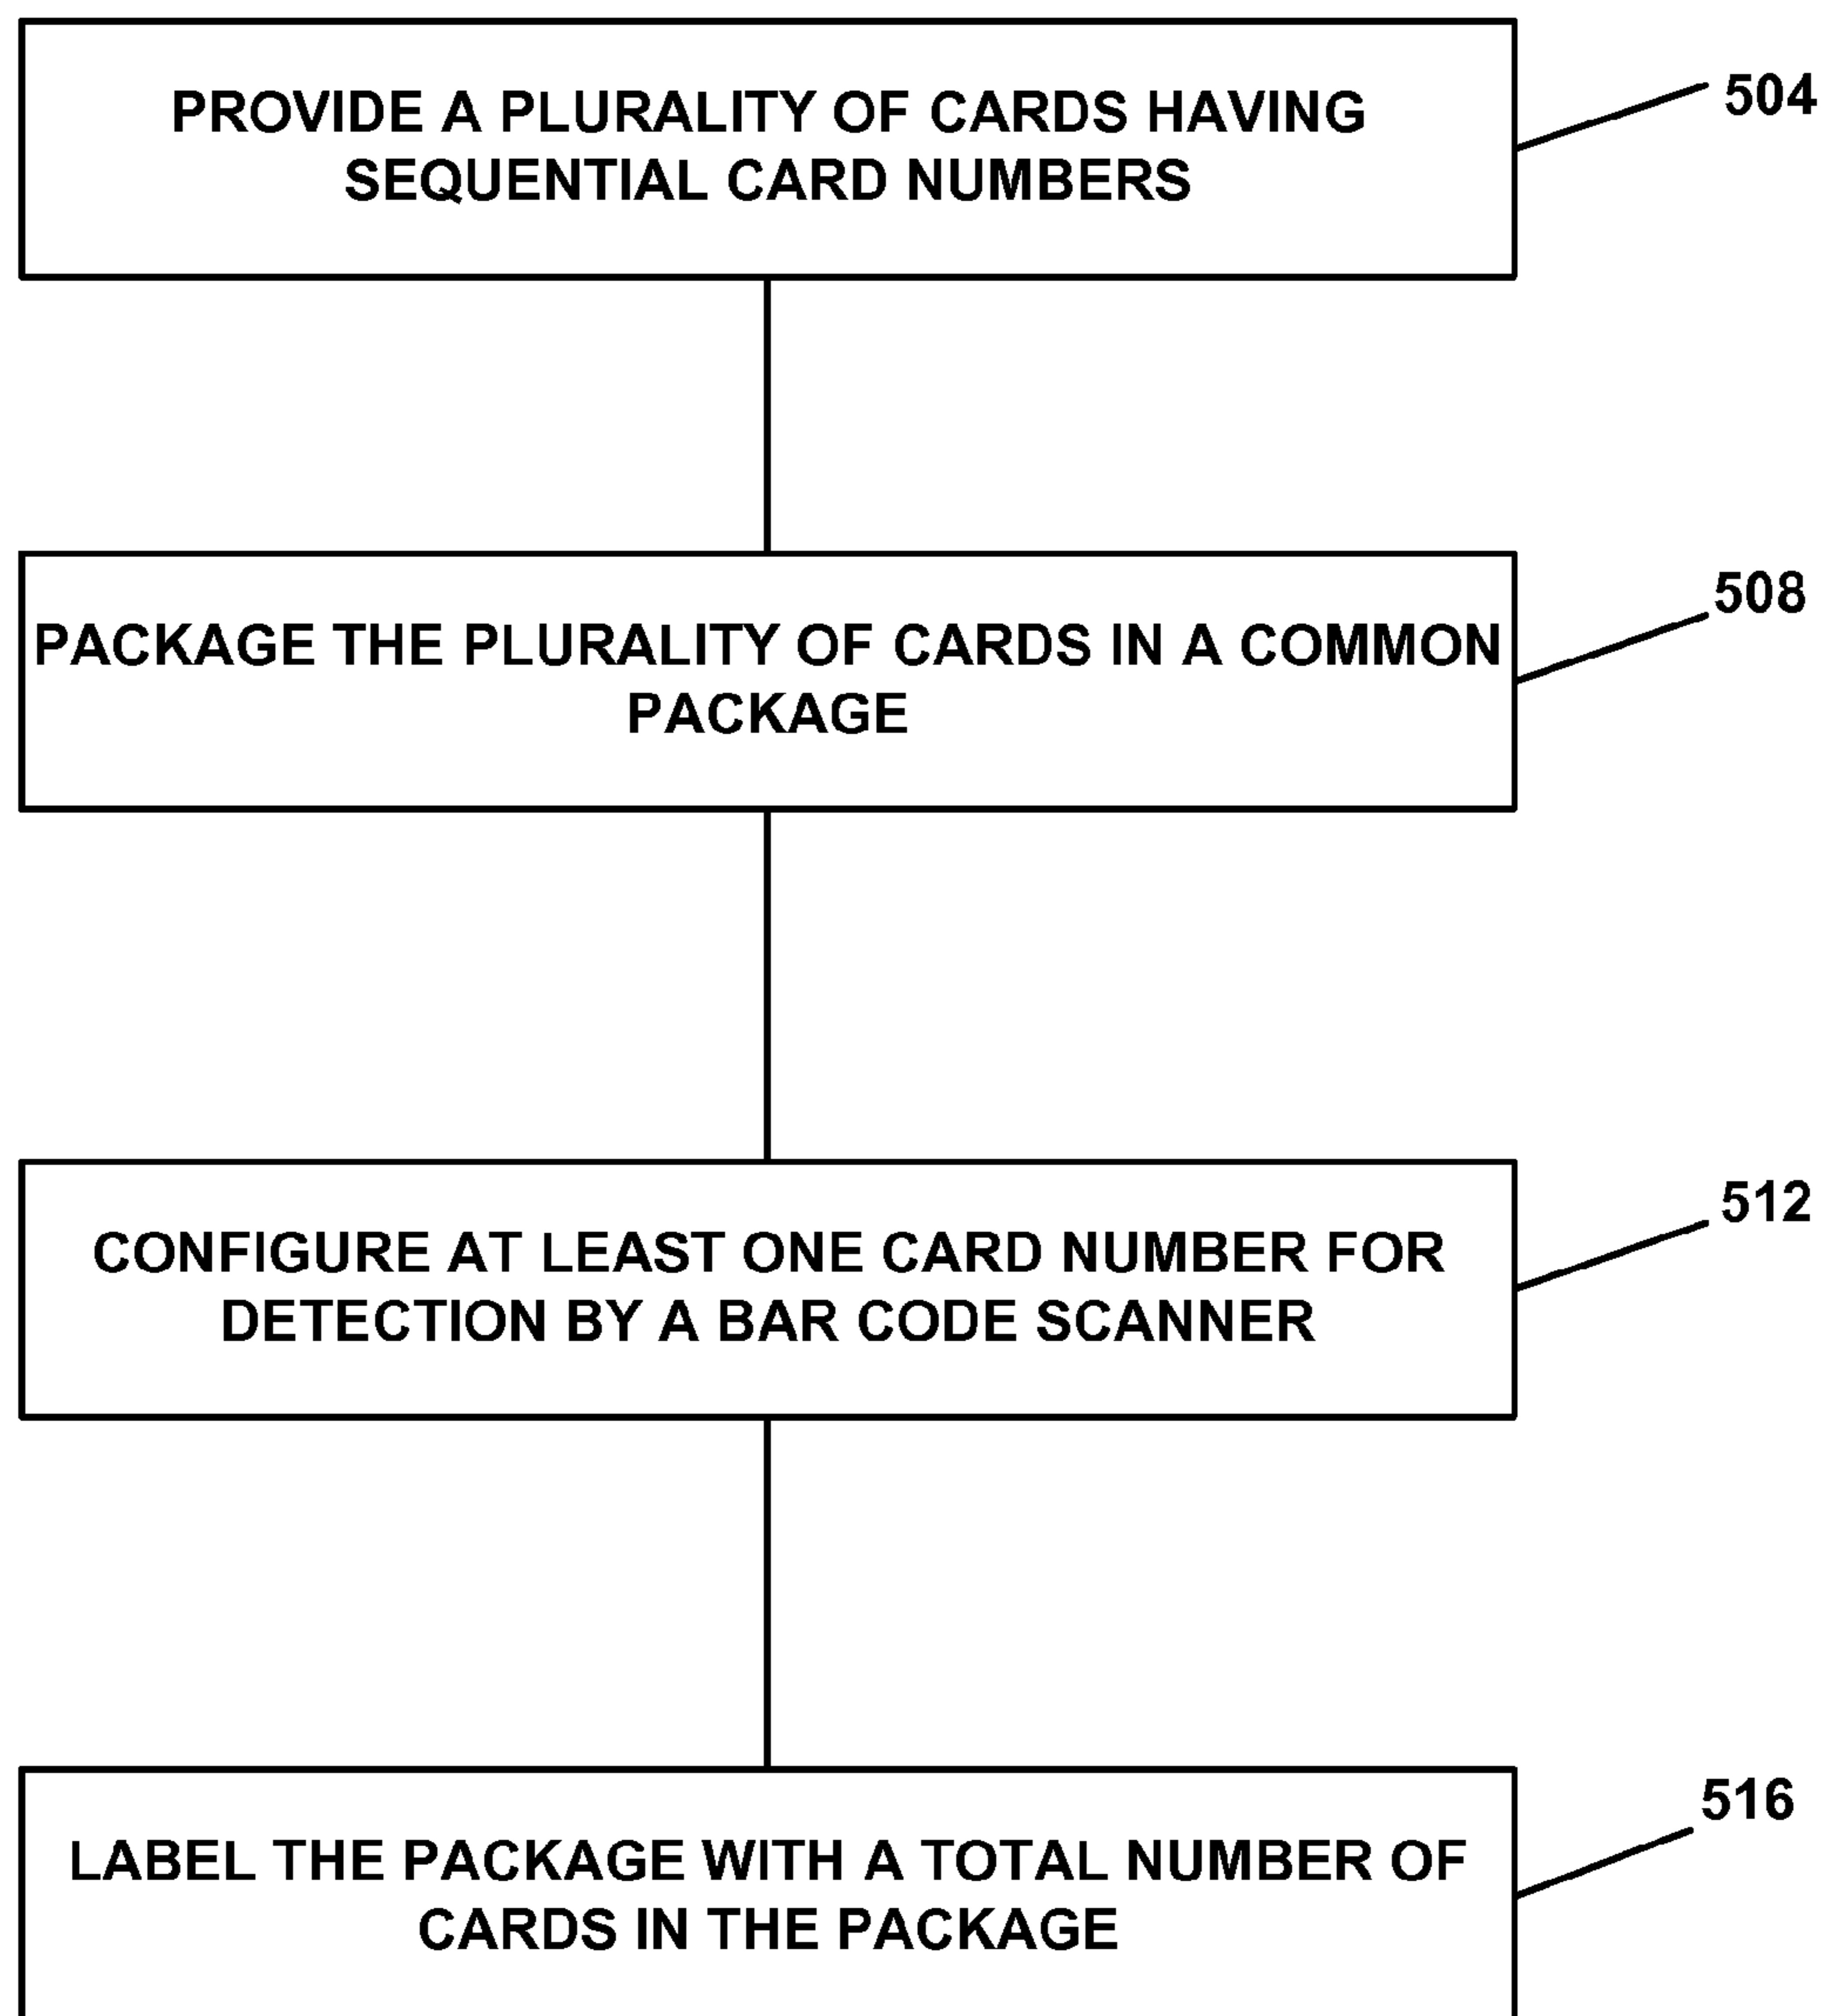 PROVIDE A PLURALITY OF CARDS HAVING
SEQUENTIAL CARD NUMBERS
504
PACKAGE THE PLURALITY OF CARDS IN A COMMON
PACKAGE
508
CONFIGURE AT LEAST ONE CARD NUMBER FOR
DETECTION BY A BAR CODE SCANNER
512
LABEL THE PACKAGE WITH A TOTAL NUMBER OF
CARDS IN THE PACKAGE
516